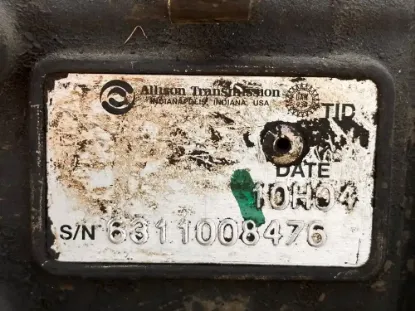 Allison Transmission
INDIANAPOLIS, INDIANA, USA
TID
DATE
10H04
S/N 6311008476